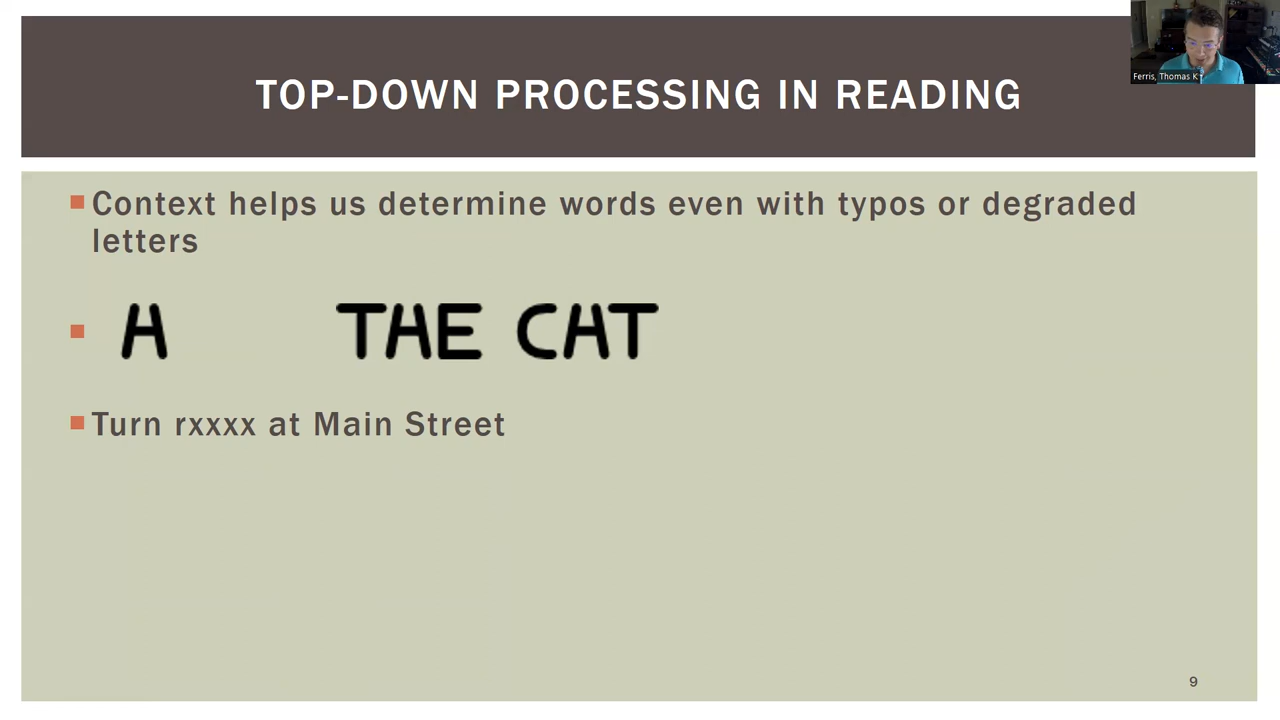 TOP-DOWN PROCESSING IN READING
Ferris, Thomas K
Context helps us determine words even with typos or degraded
letters
A THE CAT
Turn rxxxx at Main Street
9